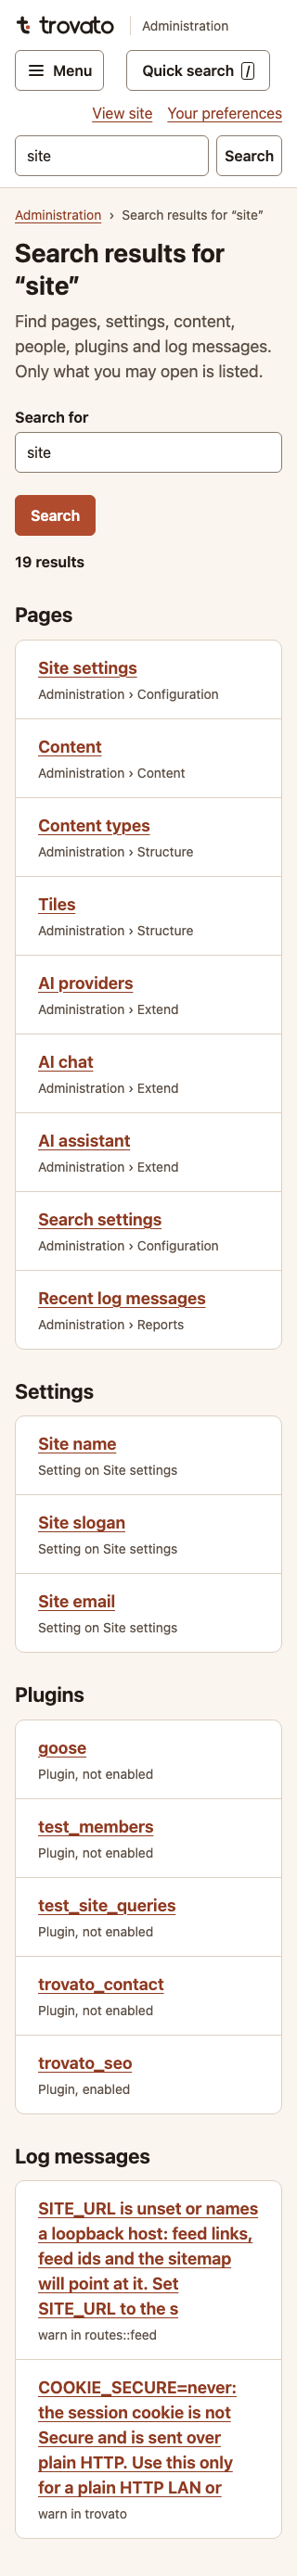 trovato Administration
Menu Quick search /
View site Your preferences
site Search
Administration › Search results for “site”
Search results for
“site”
Find pages, settings, content,
people, plugins and log messages.
Only what you may open is listed.
Search for
site
Search
19 results
Pages
Site settings
Administration › Configuration
Content
Administration › Content
Content types
Administration › Structure
Tiles
Administration › Structure
AI providers
Administration › Extend
AI chat
Administration › Extend
AI assistant
Administration › Extend
Search settings
Administration › Configuration
Recent log messages
Administration › Reports
Settings
Site name
Setting on Site settings
Site slogan
Setting on Site settings
Site email
Setting on Site settings
Plugins
goose
Plugin, not enabled
test_members
Plugin, not enabled
test_site_queries
Plugin, not enabled
trovato_contact
Plugin, not enabled
trovato_seo
Plugin, enabled
Log messages
SITE_URL is unset or names
a loopback host: feed links,
feed ids and the sitemap
will point at it. Set
SITE_URL to the s
warn in routes::feed
COOKIE_SECURE=never:
the session cookie is not
Secure and is sent over
plain HTTP. Use this only
for a plain HTTP LAN or
warn in trovato